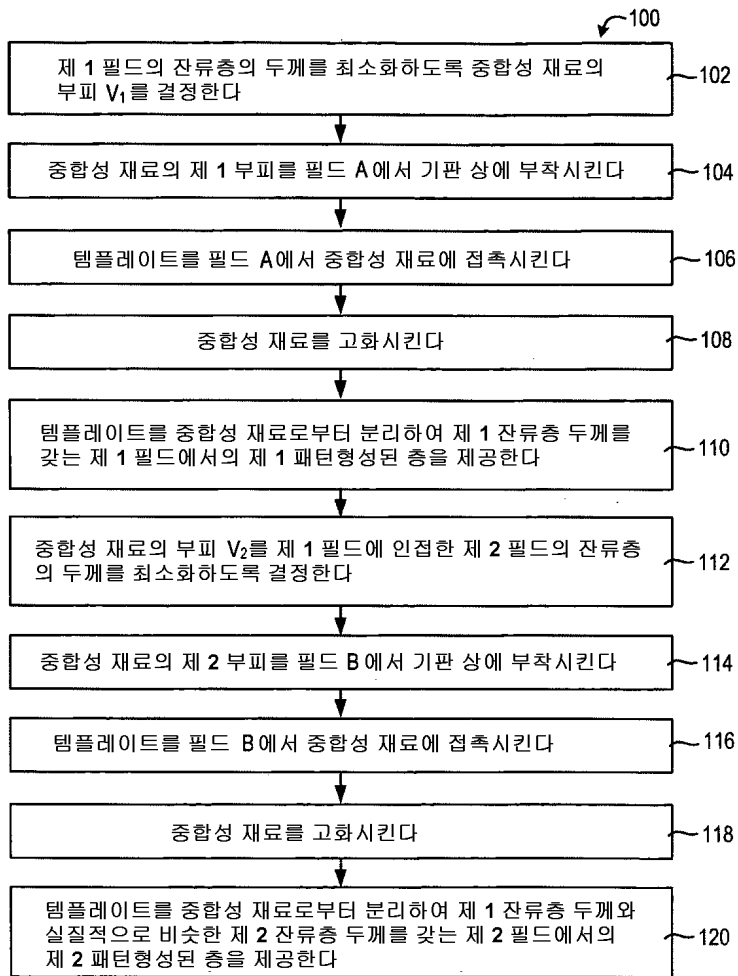 100
제 1 필드의 잔류층의 두께를 최소화하도록 중합성 재료의
부피 V₁를 결정한다
102
중합성 재료의 제 1 부피를 필드 A에서 기판 상에 부착시킨다
104
템플레이트를 필드 A에서 중합성 재료에 접촉시킨다
106
중합성 재료를 고화시킨다
108
템플레이트를 중합성 재료로부터 분리하여 제 1 잔류층 두께를
갖는 제 1 필드에서의 제 1 패턴형성된 층을 제공한다
110
중합성 재료의 부피 V₂를 제 1 필드에 인접한 제 2 필드의 잔류층
의 두께를 최소화하도록 결정한다
112
중합성 재료의 제 2 부피를 필드 B에서 기판 상에 부착시킨다
114
템플레이트를 필드 B에서 중합성 재료에 접촉시킨다
116
중합성 재료를 고화시킨다
118
템플레이트를 중합성 재료로부터 분리하여 제 1 잔류층 두께와
실질적으로 비슷한 제 2 잔류층 두께를 갖는 제 2 필드에서의
제 2 패턴형성된 층을 제공한다
120